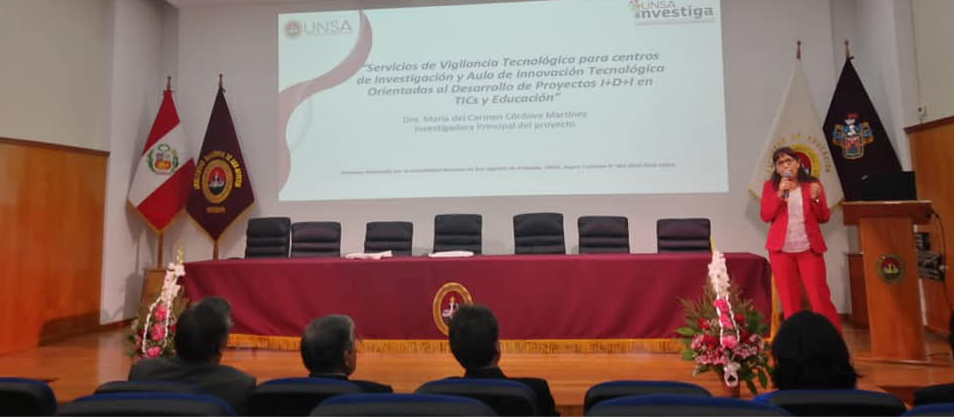 UNSA
UNSA
investiga
"Servicios de Vigilancia Tecnológica para centros
de Investigación y Aula de Innovación Tecnológica
Orientadas al Desarrollo de Proyectos I+D+I en
TICs y Educación"
Dra. María del Carmen Córdova Martínez
Investigadora Principal del proyecto